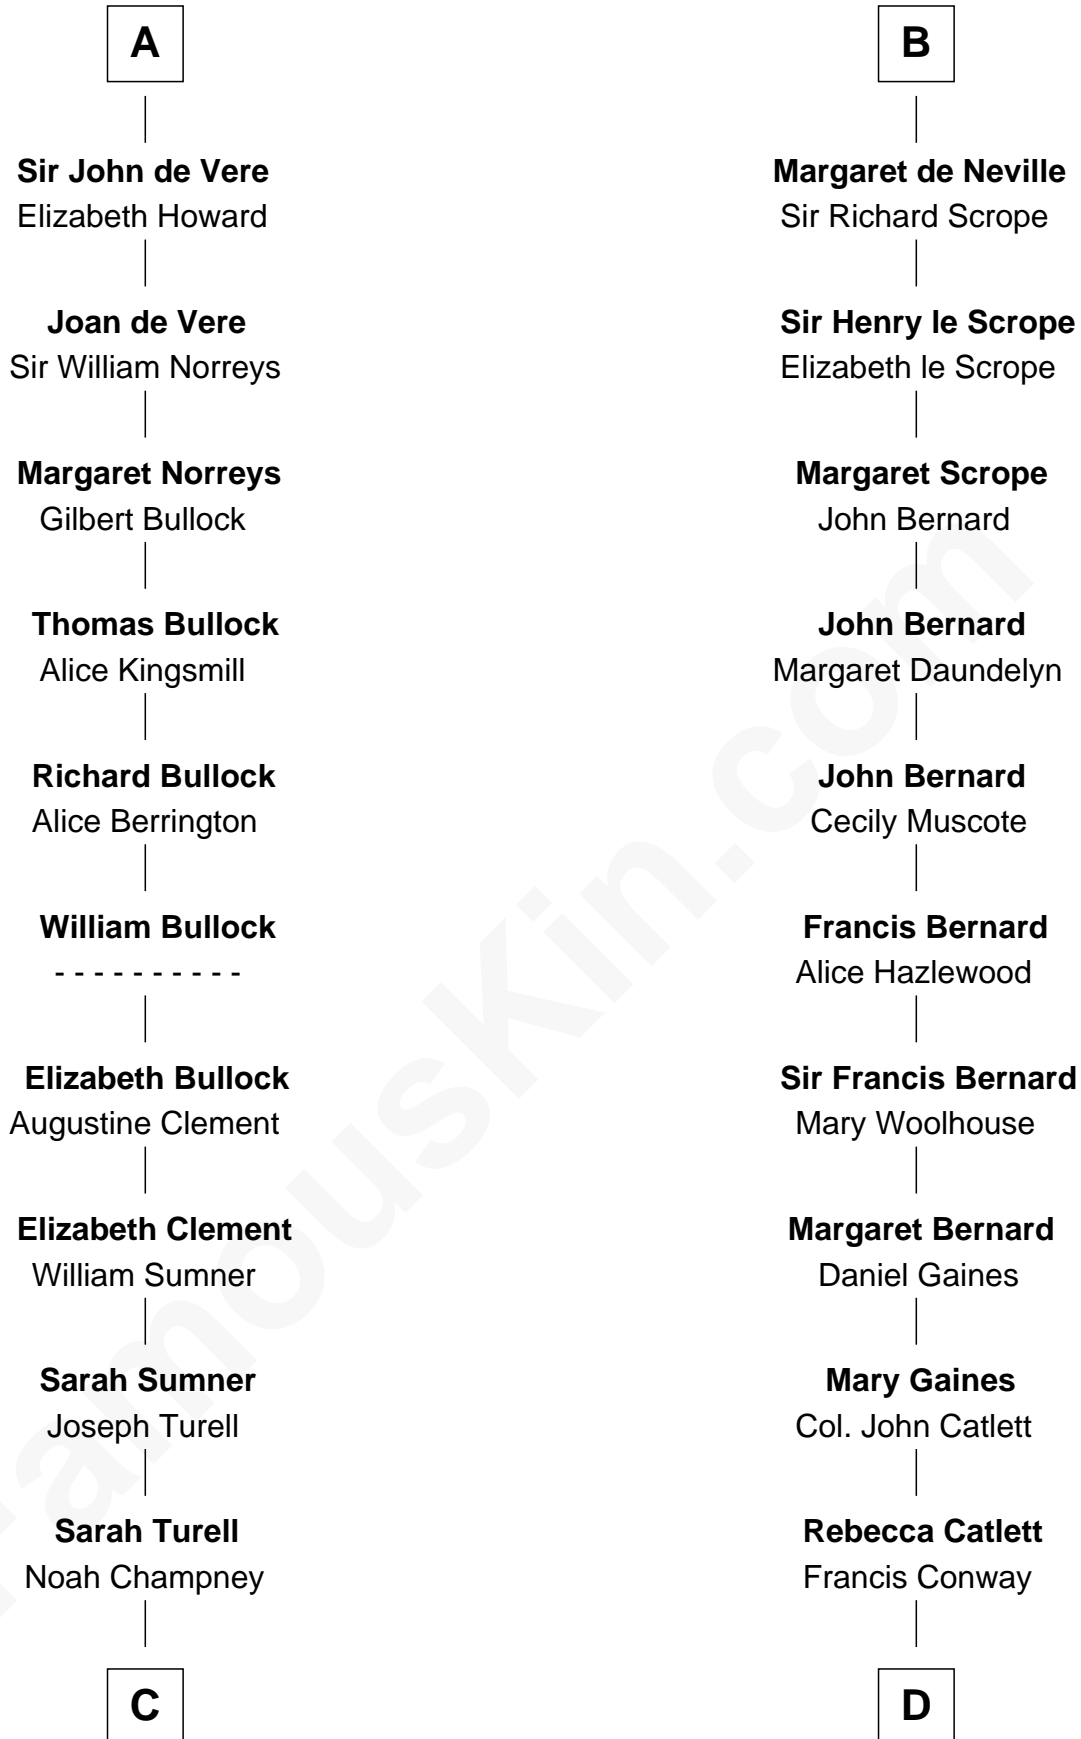 A
Sir John de Vere
Elizabeth Howard
Joan de Vere
Sir William Norreys
Margaret Norreys
Gilbert Bullock
Thomas Bullock
Alice Kingsmill
Richard Bullock
Alice Berrington
William Bullock
- - - - - - - - - -
Elizabeth Bullock
Augustine Clement
Elizabeth Clement
William Sumner
Sarah Sumner
Joseph Turell
Sarah Turell
Noah Champney
C
B
Margaret de Neville
Sir Richard Scrope
Sir Henry le Scrope
Elizabeth le Scrope
Margaret Scrope
John Bernard
John Bernard
Margaret Daundelyn
John Bernard
Cecily Muscote
Francis Bernard
Alice Hazlewood
Sir Francis Bernard
Mary Woolhouse
Margaret Bernard
Daniel Gaines
Mary Gaines
Col. John Catlett
Rebecca Catlett
Francis Conway
D
FamousKin.com